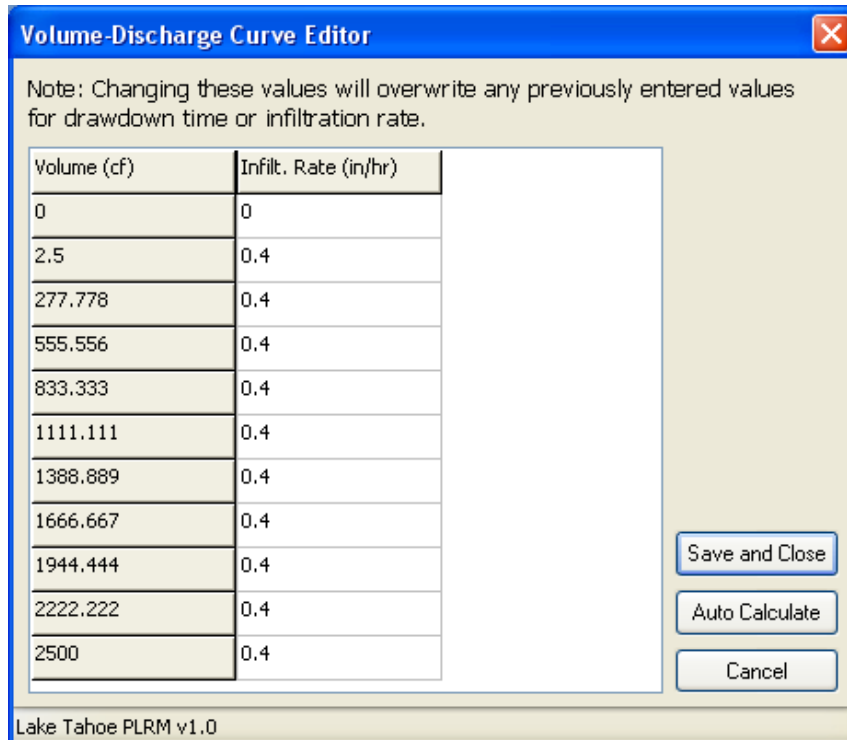 Volume-Discharge Curve Editor
Note: Changing these values will overwrite any previously entered values
for drawdown time or infiltration rate.
Volume (cf) Infilt. Rate (in/hr)
0 0
2.5 0.4
277.778 0.4
555.556 0.4
833.333 0.4
1111.111 0.4
1388.889 0.4
1666.667 0.4
1944.444 0.4
2222.222 0.4
2500 0.4
Save and Close
Auto Calculate
Cancel
Lake Tahoe PLRM v1.0